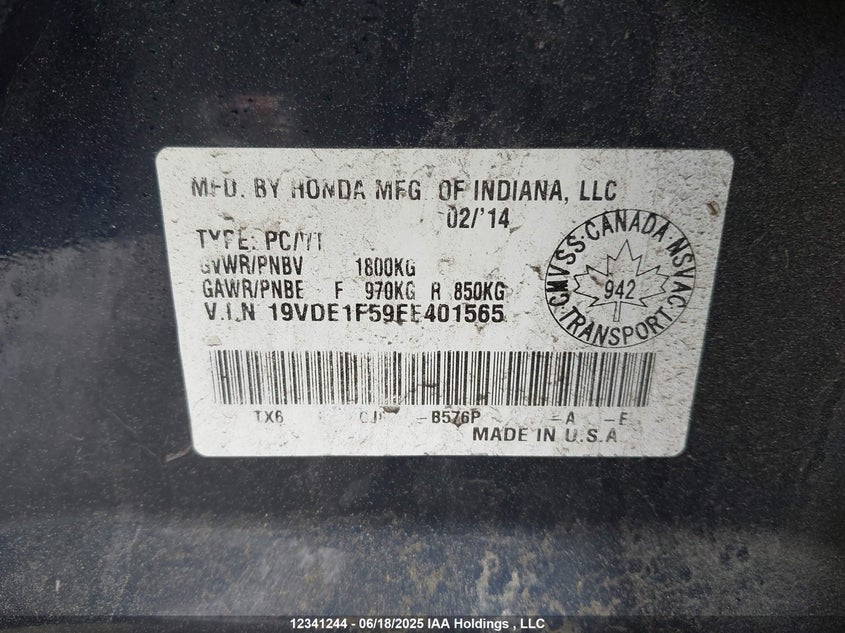 MFD. BY HONDA MFG. OF INDIANA, LLC
02/'14
TYPE: PC/VT
GVWR/PNBV 1800KG
GAWR/PNBE F 970KG R 850KG
V.I.N 19VDE1F59EE401565
CMVSS·CANADA·NSVAC
942
TRANSPORT
TX6 -B576P -A -E
MADE IN U.S.A
12341244 - 06/18/2025 IAA Holdings , LLC